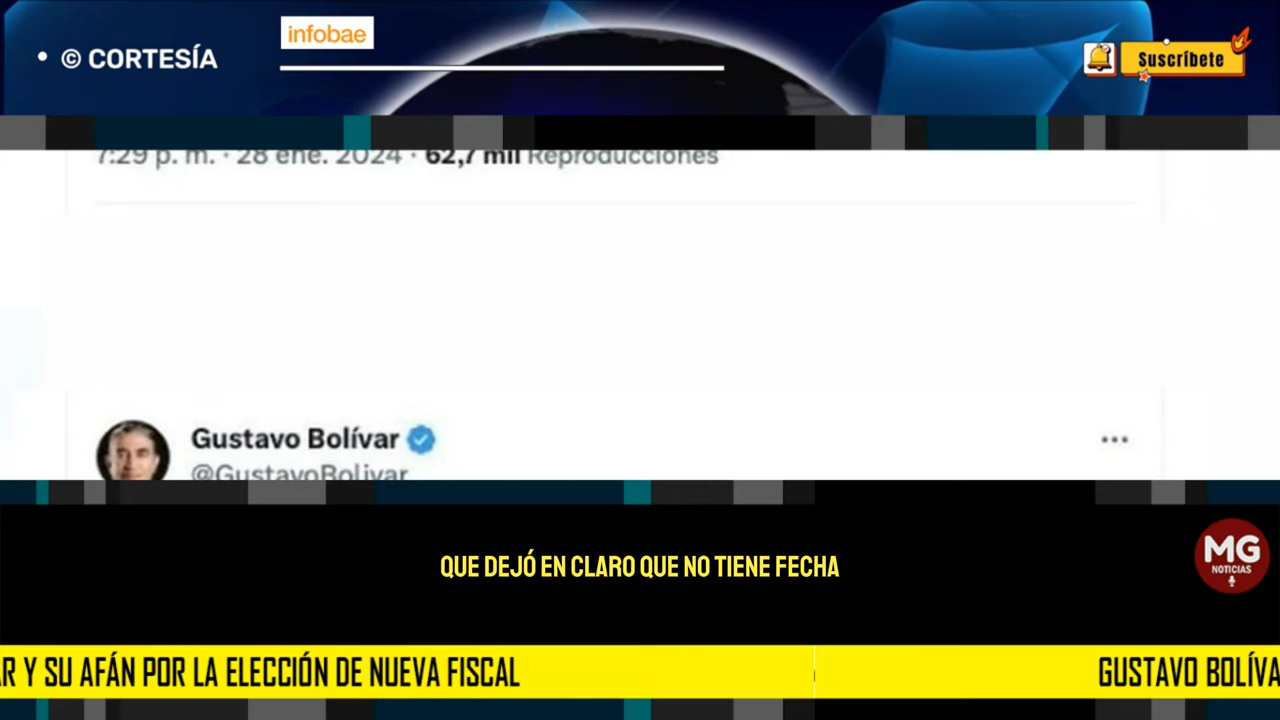 infobae
• © CORTESÍA
Suscríbete
7:29 p. m. · 28 ene. 2024 · 62,7 mil Reproducciones
Gustavo Bolívar
@GustavoBolivar
QUE DEJÓ EN CLARO QUE NO TIENE FECHA
MG
NOTICIAS
AR Y SU AFÁN POR LA ELECCIÓN DE NUEVA FISCAL
GUSTAVO BOLÍVA